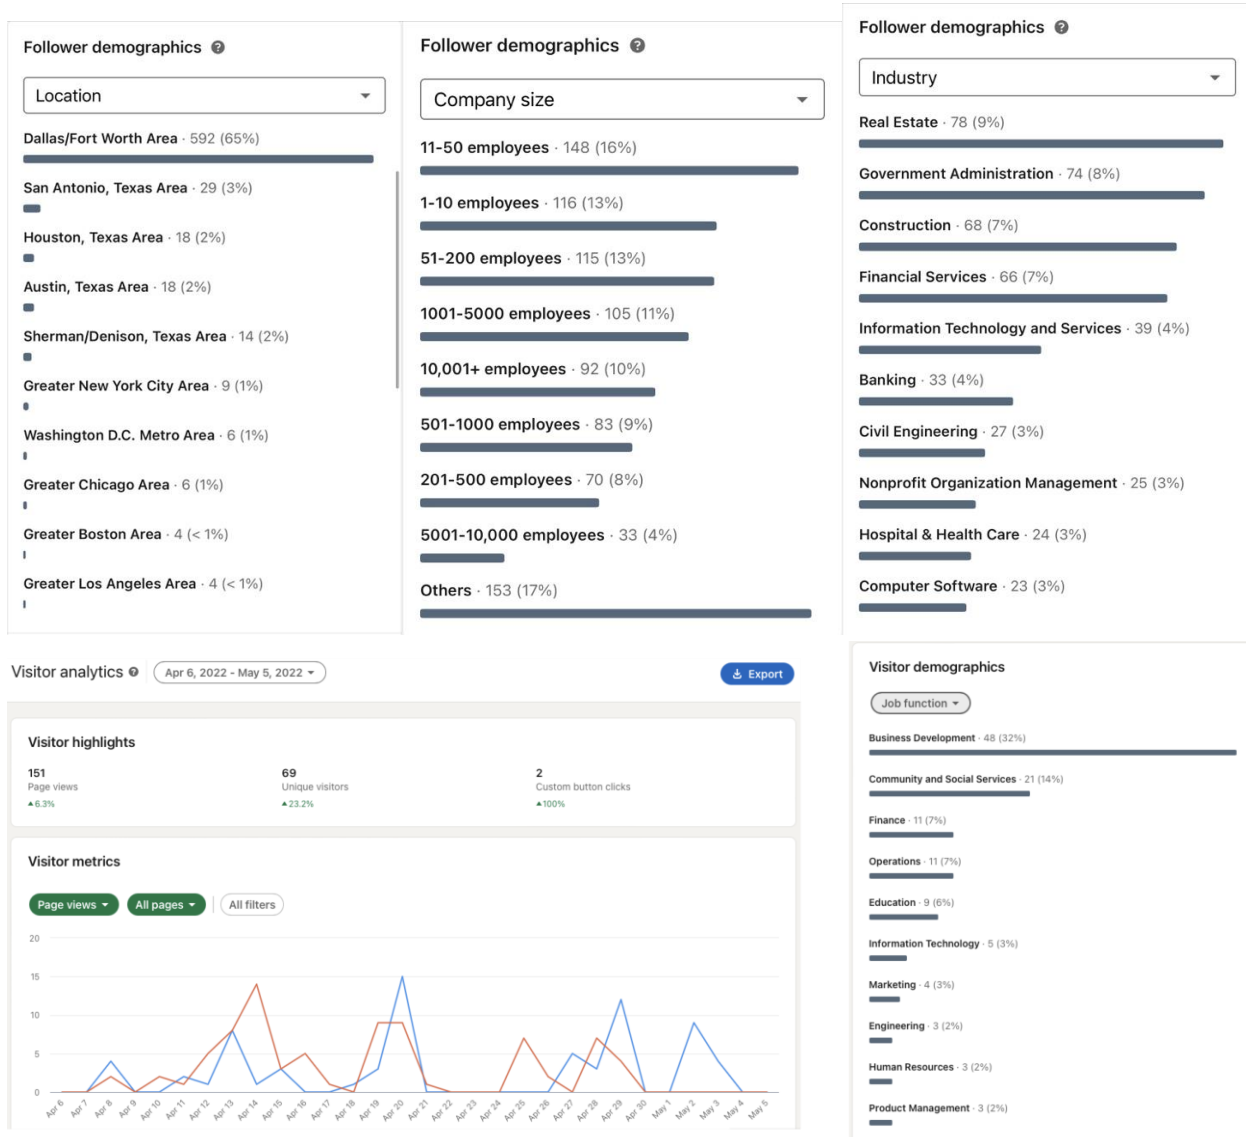 Follower demographics
Location
Dallas/Fort Worth Area · 592 (65%)
San Antonio, Texas Area · 29 (3%)
Houston, Texas Area · 18 (2%)
Austin, Texas Area · 18 (2%)
Sherman/Denison, Texas Area · 14 (2%)
Greater New York City Area · 9 (1%)
Washington D.C. Metro Area · 6 (1%)
Greater Chicago Area · 6 (1%)
Greater Boston Area · 4 (< 1%)
Greater Los Angeles Area · 4 (< 1%)
Follower demographics
Company size
11-50 employees · 148 (16%)
1-10 employees · 116 (13%)
51-200 employees · 115 (13%)
1001-5000 employees · 105 (11%)
10,001+ employees · 92 (10%)
501-1000 employees · 83 (9%)
201-500 employees · 70 (8%)
5001-10,000 employees · 33 (4%)
Others · 153 (17%)
Follower demographics
Industry
Real Estate · 78 (9%)
Government Administration · 74 (8%)
Construction · 68 (7%)
Financial Services · 66 (7%)
Information Technology and Services · 39 (4%)
Banking · 33 (4%)
Civil Engineering · 27 (3%)
Nonprofit Organization Management · 25 (3%)
Hospital & Health Care · 24 (3%)
Computer Software · 23 (3%)
Visitor analytics
Apr 6, 2022 - May 5, 2022
Export
Visitor highlights
151
Page views
▲6.3%
69
Unique visitors
▲23.2%
2
Custom button clicks
▲100%
Visitor metrics
Page views
All pages
All filters
20
15
10
5
0
Apr 6
Apr 7
Apr 8
Apr 9
Apr 10
Apr 11
Apr 12
Apr 13
Apr 14
Apr 15
Apr 16
Apr 17
Apr 18
Apr 19
Apr 20
Apr 21
Apr 22
Apr 23
Apr 24
Apr 25
Apr 26
Apr 27
Apr 28
Apr 29
Apr 30
May 1
May 2
May 3
May 4
May 5
Visitor demographics
Job function
Business Development · 48 (32%)
Community and Social Services · 21 (14%)
Finance · 11 (7%)
Operations · 11 (7%)
Education · 9 (6%)
Information Technology · 5 (3%)
Marketing · 4 (3%)
Engineering · 3 (2%)
Human Resources · 3 (2%)
Product Management · 3 (2%)